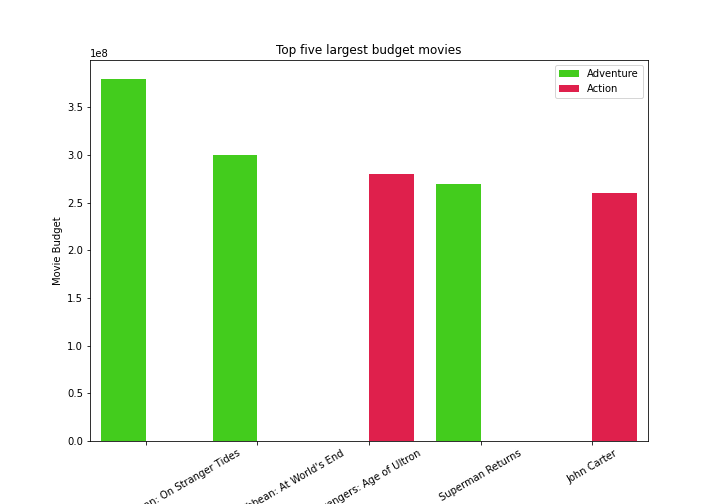 Top five largest budget movies
1e8
Adventure
Action
3.5
3.0
2.5
2.0
1.5
1.0
0.5
0.0
Movie Budget
On Stranger Tides
At World's End
Age of Ultron
Superman Returns
John Carter